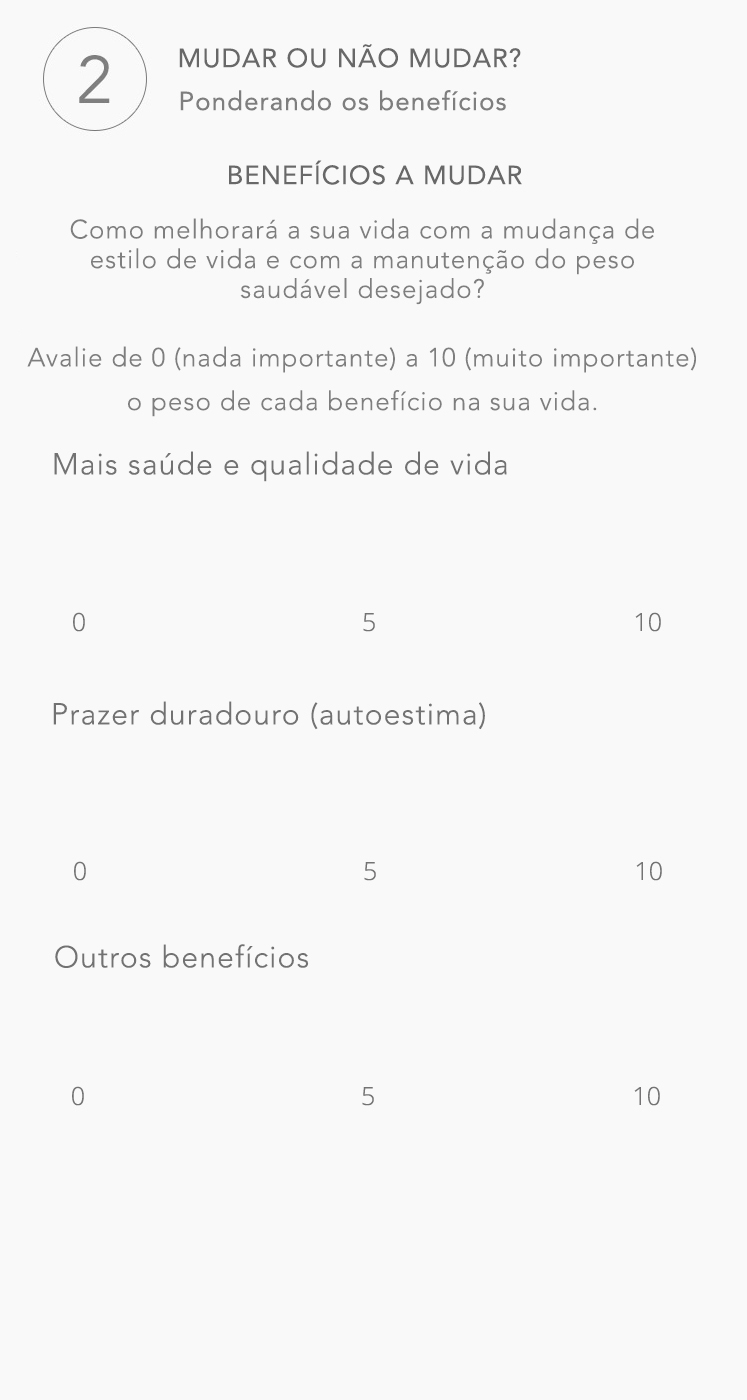 2
MUDAR OU NÃO MUDAR?
Ponderando os benefícios
BENEFÍCIOS A MUDAR
Como melhorará a sua vida com a mudança de
estilo de vida e com a manutenção do peso
saudável desejado?
Avalie de 0 (nada importante) a 10 (muito importante)
o peso de cada benefício na sua vida.
Mais saúde e qualidade de vida
0 5 10
Prazer duradouro (autoestima)
0 5 10
Outros benefícios
0 5 10